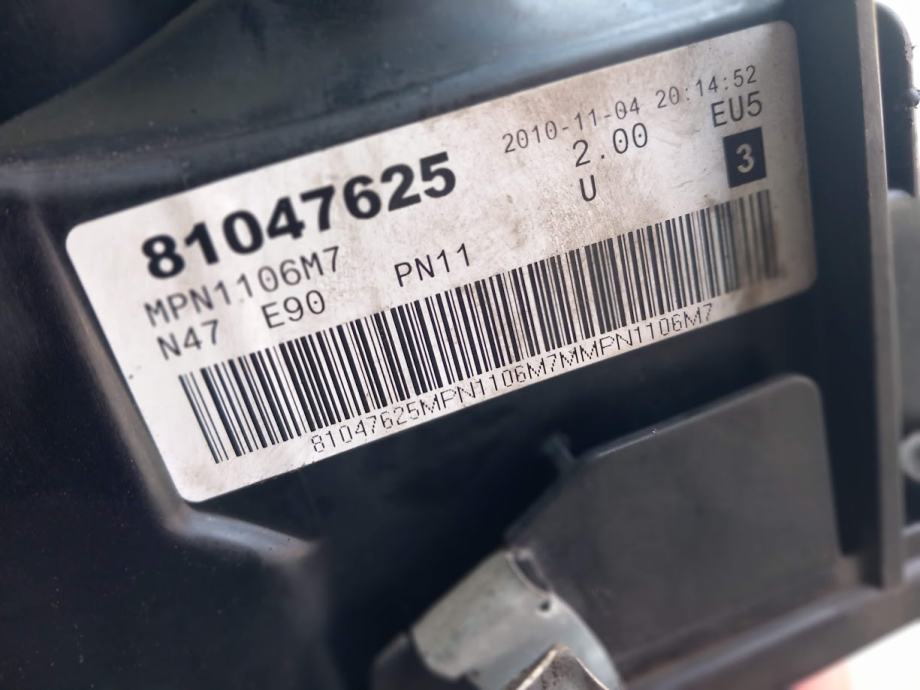 2010-11-04 20:14:52
81047625 2.00 EU5
MPN1106M7 U 3
N47 E90 PN11
81047625MPN1106M7MMPN1106M7